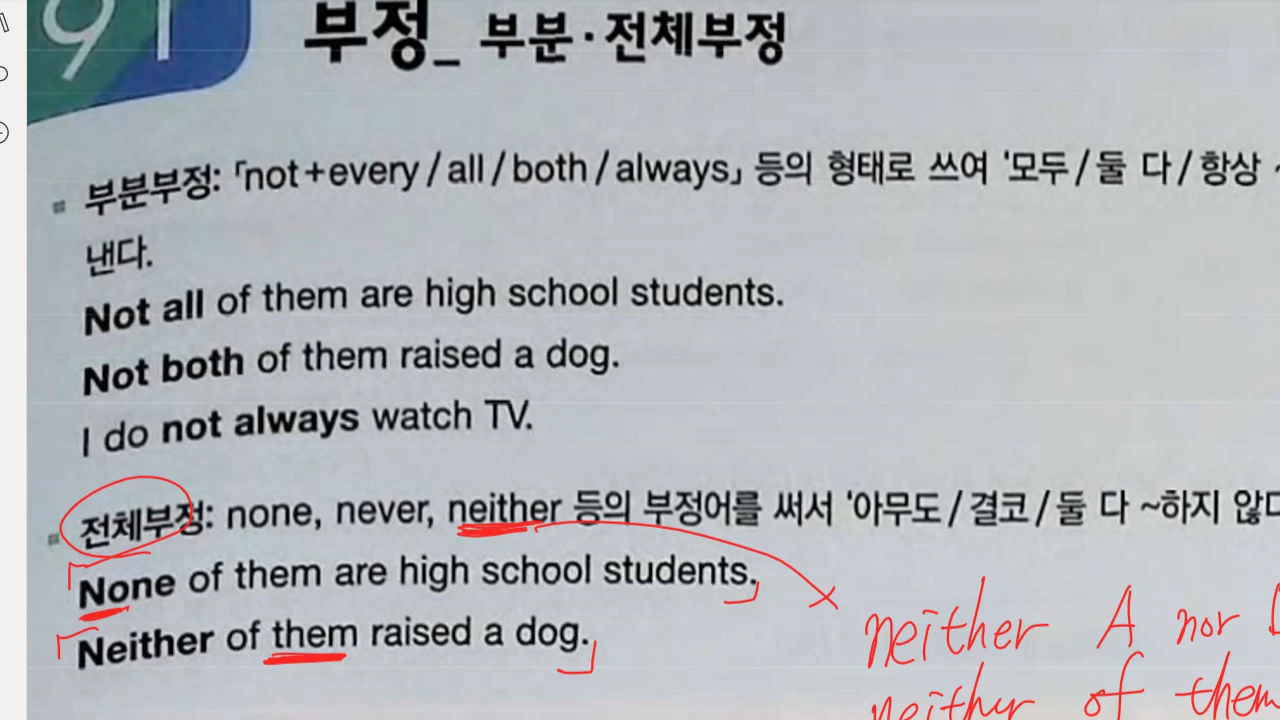 91
부정_ 부분·전체부정
부분부정: 「not+every/all/both/always」 등의 형태로 쓰여 '모두/둘 다/항상
낸다.
Not all of them are high school students.
Not both of them raised a dog.
I do not always watch TV.
전체부정: none, never, neither 등의 부정어를 써서 '아무도/결코/둘 다 ~하지 않
None of them are high school students.
Neither of them raised a dog.
neither A nor
neither of them